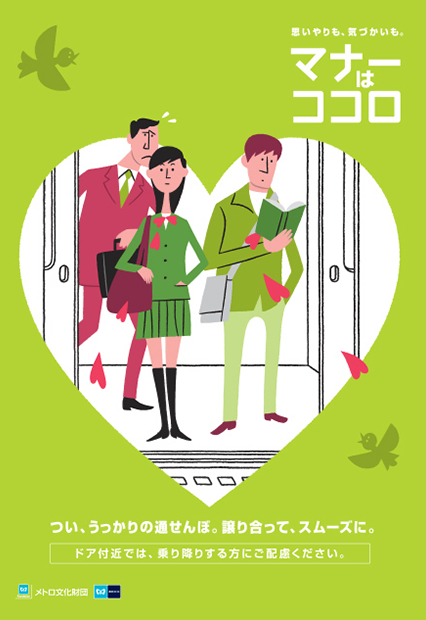 思いやりも、気づかいも。
マナー
は
ココロ
つい、うっかりの通せんぼ。譲り合って、スムーズに。
ドア付近では、乗り降りする方にご配慮ください。
メトロ文化財団